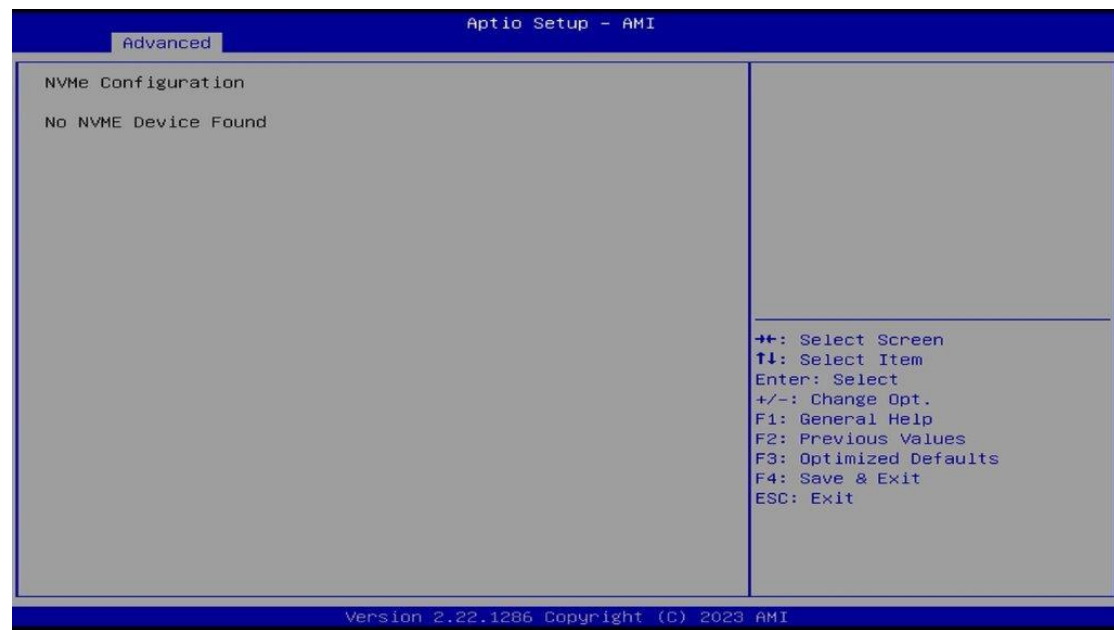 Aptio Setup – AMI
Advanced
NVMe Configuration
No NVME Device Found
→←: Select Screen
↑↓: Select Item
Enter: Select
+/-: Change Opt.
F1: General Help
F2: Previous Values
F3: Optimized Defaults
F4: Save & Exit
ESC: Exit
Version 2.22.1286 Copyright (C) 2023 AMI